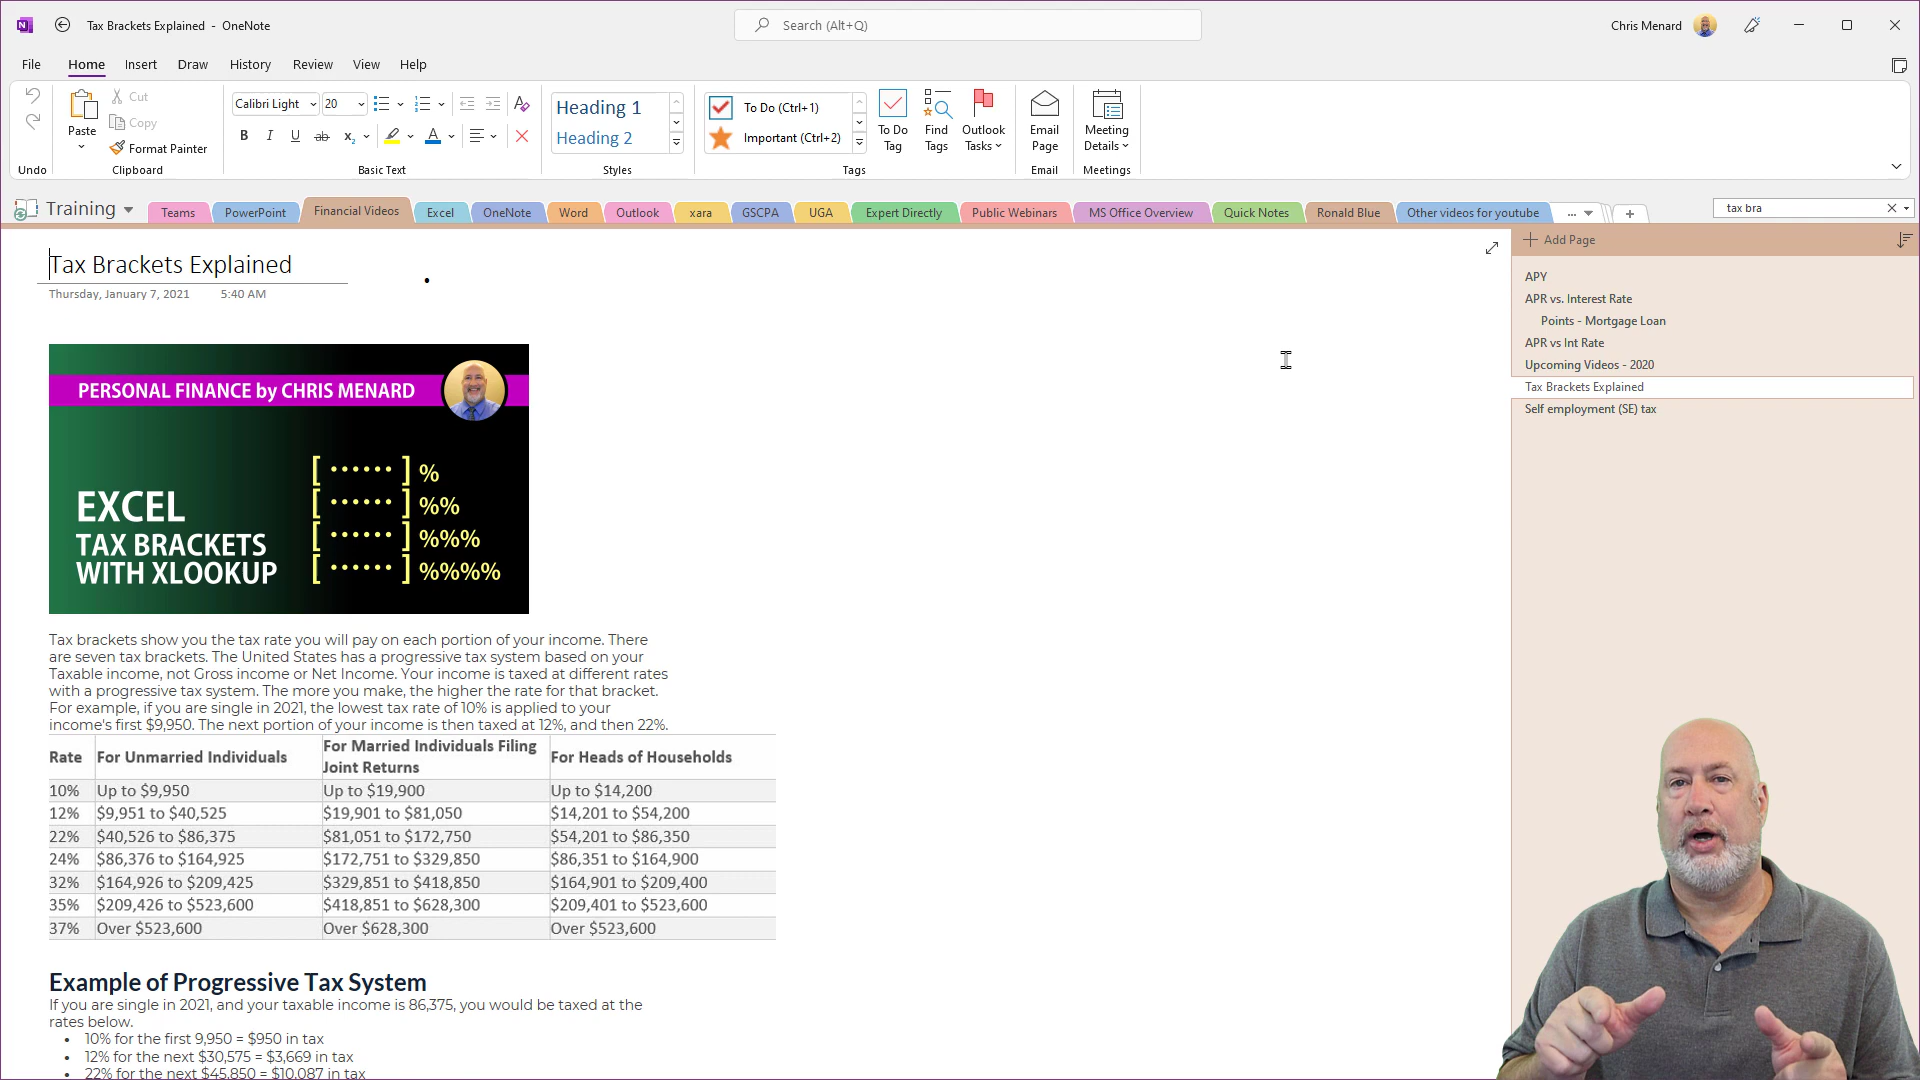 Tax Brackets Explained - OneNote
Search (Alt+Q)
Chris Menard
File Home Insert Draw History Review View Help
Undo
Paste
Cut
Copy
Format Painter
Clipboard
Calibri Light 20
Basic Text
Heading 1
Heading 2
Styles
To Do (Ctrl+1)
Important (Ctrl+2)
To Do
Tag
Find
Tags
Outlook
Tasks
Tags
Email
Page
Email
Meeting
Details
Meetings
Training
Teams PowerPoint Financial Videos Excel OneNote Word Outlook xara GSCPA UGA Expert Directly Public Webinars MS Office Overview Quick Notes Ronald Blue Other videos for youtube ...
tax bra
Add Page
APY
APR vs. Interest Rate
Points - Mortgage Loan
APR vs Int Rate
Upcoming Videos - 2020
Tax Brackets Explained
Self employment (SE) tax
Tax Brackets Explained
Thursday, January 7, 2021 5:40 AM
PERSONAL FINANCE by CHRIS MENARD
EXCEL
TAX BRACKETS
WITH XLOOKUP
[ •••••• ] %
[ •••••• ] %%
[ •••••• ] %%%
[ •••••• ] %%%%
Tax brackets show you the tax rate you will pay on each portion of your income. There
are seven tax brackets. The United States has a progressive tax system based on your
Taxable income, not Gross income or Net Income. Your income is taxed at different rates
with a progressive tax system. The more you make, the higher the rate for that bracket.
For example, if you are single in 2021, the lowest tax rate of 10% is applied to your
income's first $9,950. The next portion of your income is then taxed at 12%, and then 22%.
Rate For Unmarried Individuals For Married Individuals Filing Joint Returns For Heads of Households
10% Up to $9,950 Up to $19,900 Up to $14,200
12% $9,951 to $40,525 $19,901 to $81,050 $14,201 to $54,200
22% $40,526 to $86,375 $81,051 to $172,750 $54,201 to $86,350
24% $86,376 to $164,925 $172,751 to $329,850 $86,351 to $164,900
32% $164,926 to $209,425 $329,851 to $418,850 $164,901 to $209,400
35% $209,426 to $523,600 $418,851 to $628,300 $209,401 to $523,600
37% Over $523,600 Over $628,300 Over $523,600
Example of Progressive Tax System
If you are single in 2021, and your taxable income is 86,375, you would be taxed at the
rates below.
• 10% for the first 9,950 = $950 in tax
• 12% for the next $30,575 = $3,669 in tax
• 22% for the next $45,850 = $10,087 in tax